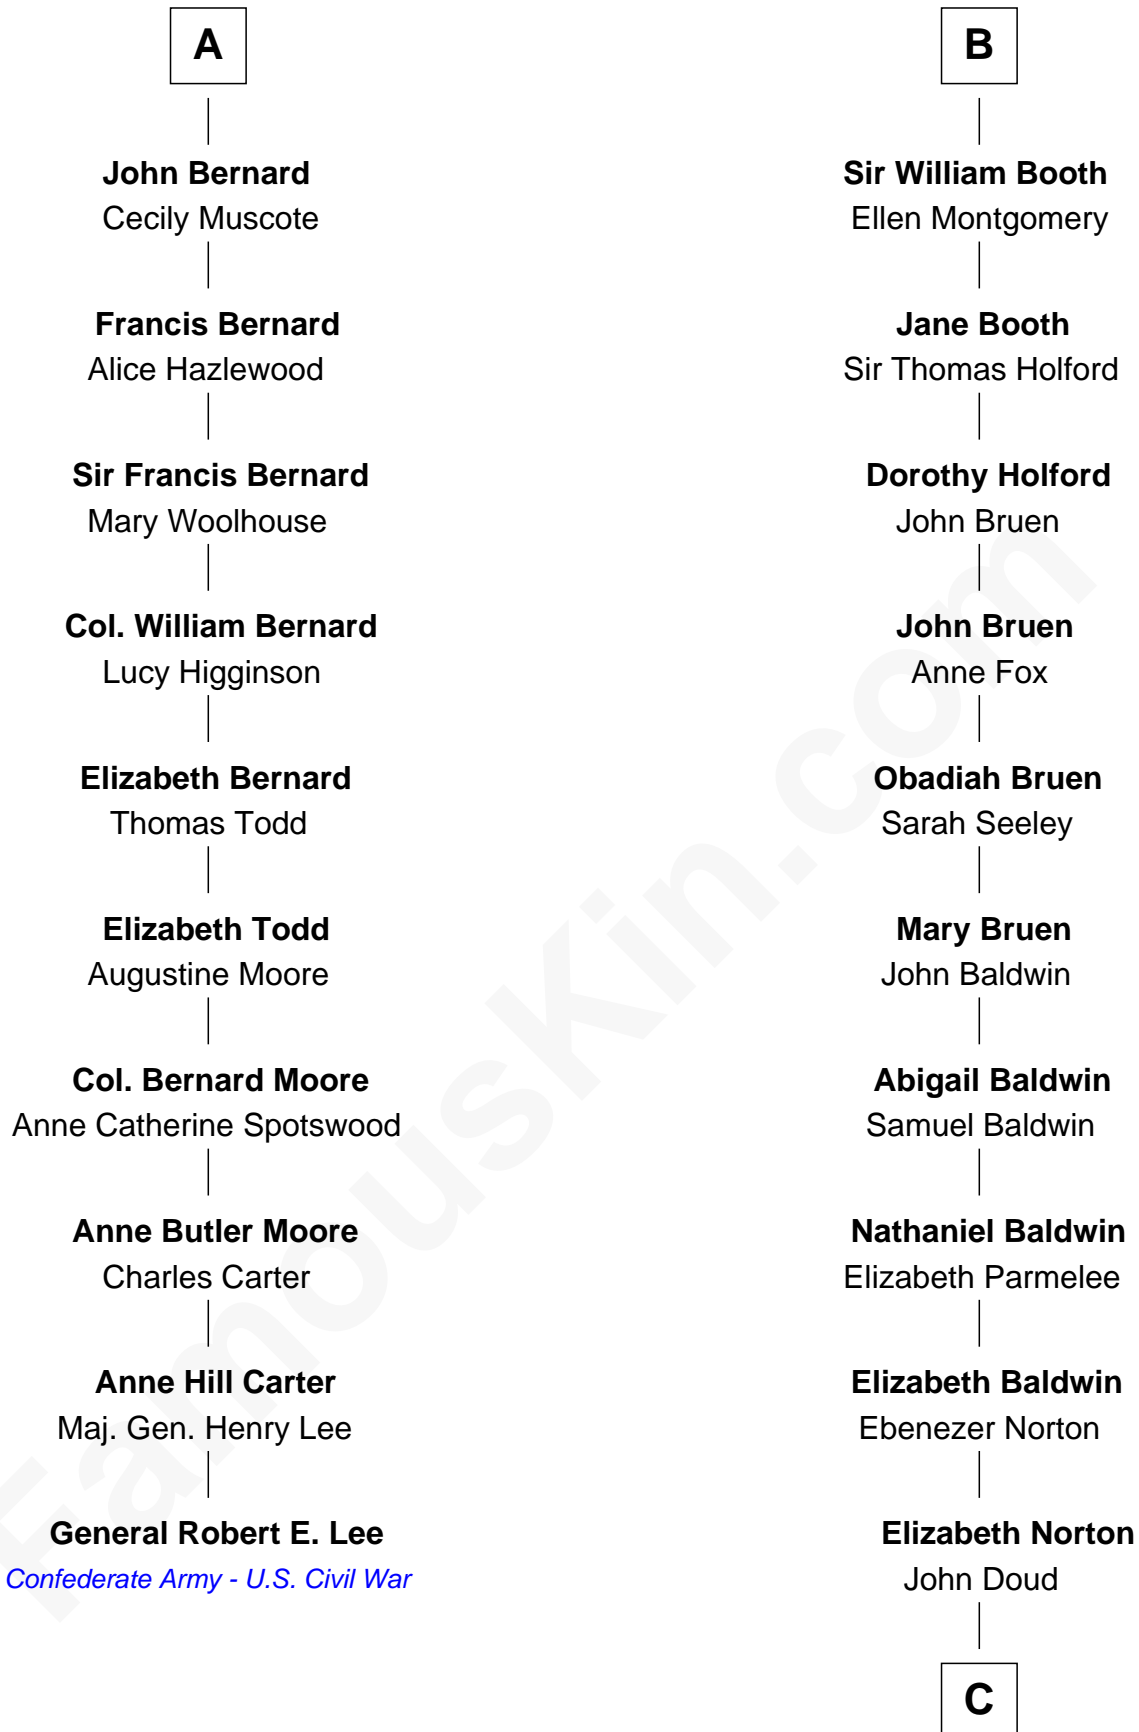 A
John Bernard
Cecily Muscote
Francis Bernard
Alice Hazlewood
Sir Francis Bernard
Mary Woolhouse
Col. William Bernard
Lucy Higginson
Elizabeth Bernard
Thomas Todd
Elizabeth Todd
Augustine Moore
Col. Bernard Moore
Anne Catherine Spotswood
Anne Butler Moore
Charles Carter
Anne Hill Carter
Maj. Gen. Henry Lee
General Robert E. Lee
Confederate Army - U.S. Civil War
B
Sir William Booth
Ellen Montgomery
Jane Booth
Sir Thomas Holford
Dorothy Holford
John Bruen
John Bruen
Anne Fox
Obadiah Bruen
Sarah Seeley
Mary Bruen
John Baldwin
Abigail Baldwin
Samuel Baldwin
Nathaniel Baldwin
Elizabeth Parmelee
Elizabeth Baldwin
Ebenezer Norton
Elizabeth Norton
John Doud
C
FamousKin.com